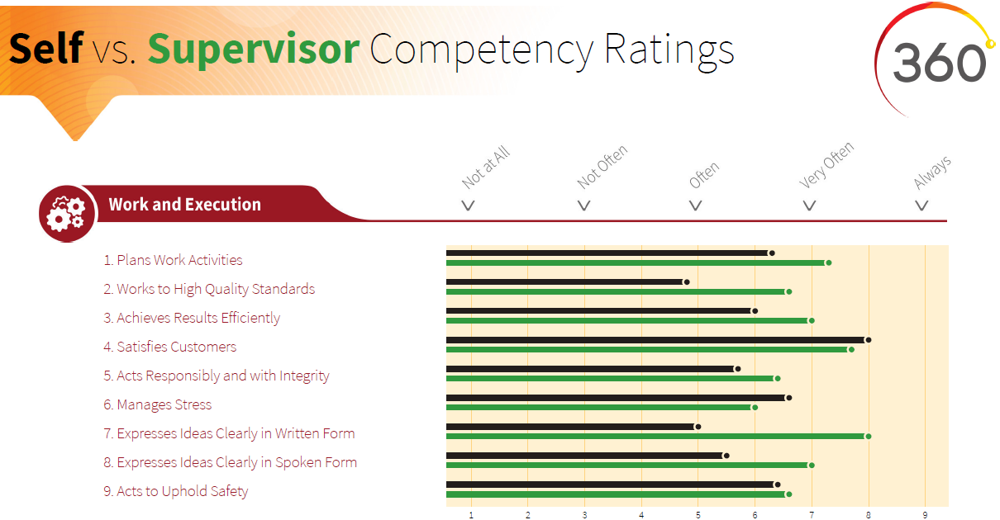 Self vs. Supervisor Competency Ratings
360
Not at All
Not Often
Often
Very Often
Always
Work and Execution
1. Plans Work Activities
2. Works to High Quality Standards
3. Achieves Results Efficiently
4. Satisfies Customers
5. Acts Responsibly and with Integrity
6. Manages Stress
7. Expresses Ideas Clearly in Written Form
8. Expresses Ideas Clearly in Spoken Form
9. Acts to Uphold Safety
1 2 3 4 5 6 7 8 9